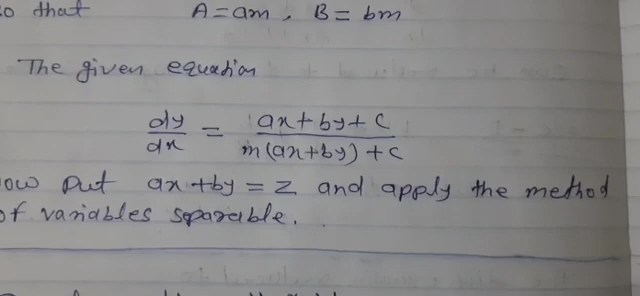 so that A = am , B = bm
The given equation
dy/dx = ax + by + c / m(ax+by) + c
ow put ax + by = z and apply the method
of variables separable.